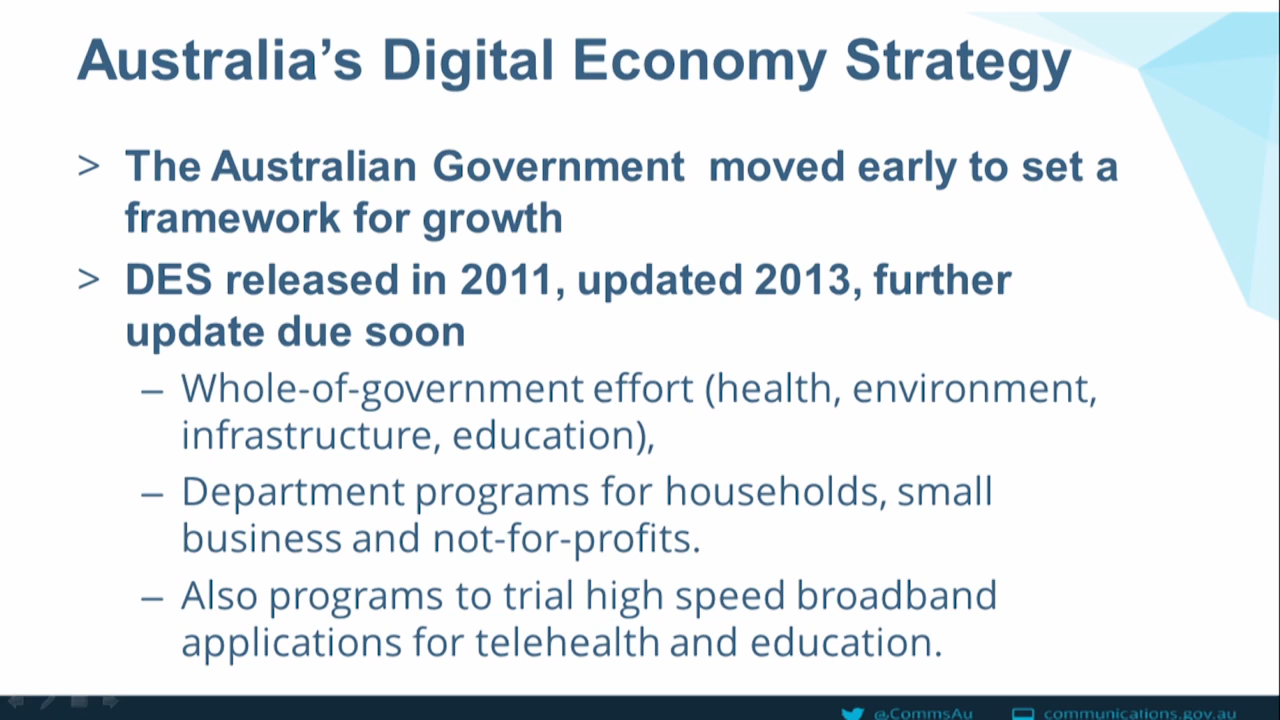 Australia’s Digital Economy Strategy
> The Australian Government moved early to set a
framework for growth
> DES released in 2011, updated 2013, further
update due soon
– Whole-of-government effort (health, environment,
infrastructure, education),
– Department programs for households, small
business and not-for-profits.
– Also programs to trial high speed broadband
applications for telehealth and education.
@CommsAu communications.gov.au